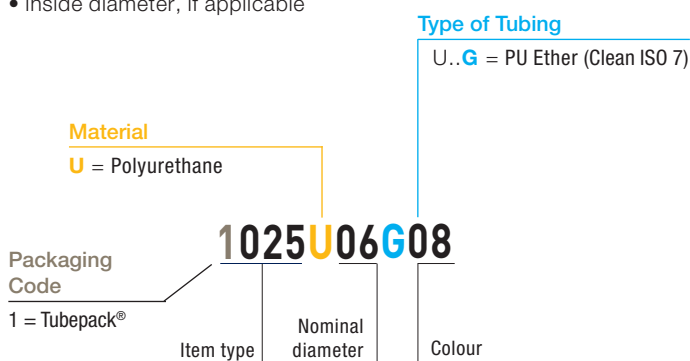 • Inside diameter, if applicable
Type of Tubing
U..G = PU Ether (Clean ISO 7)
Material
U = Polyurethane
1025U06G08
Packaging
Code
1 = Tubepack®
Item type
Nominal
diameter
Colour